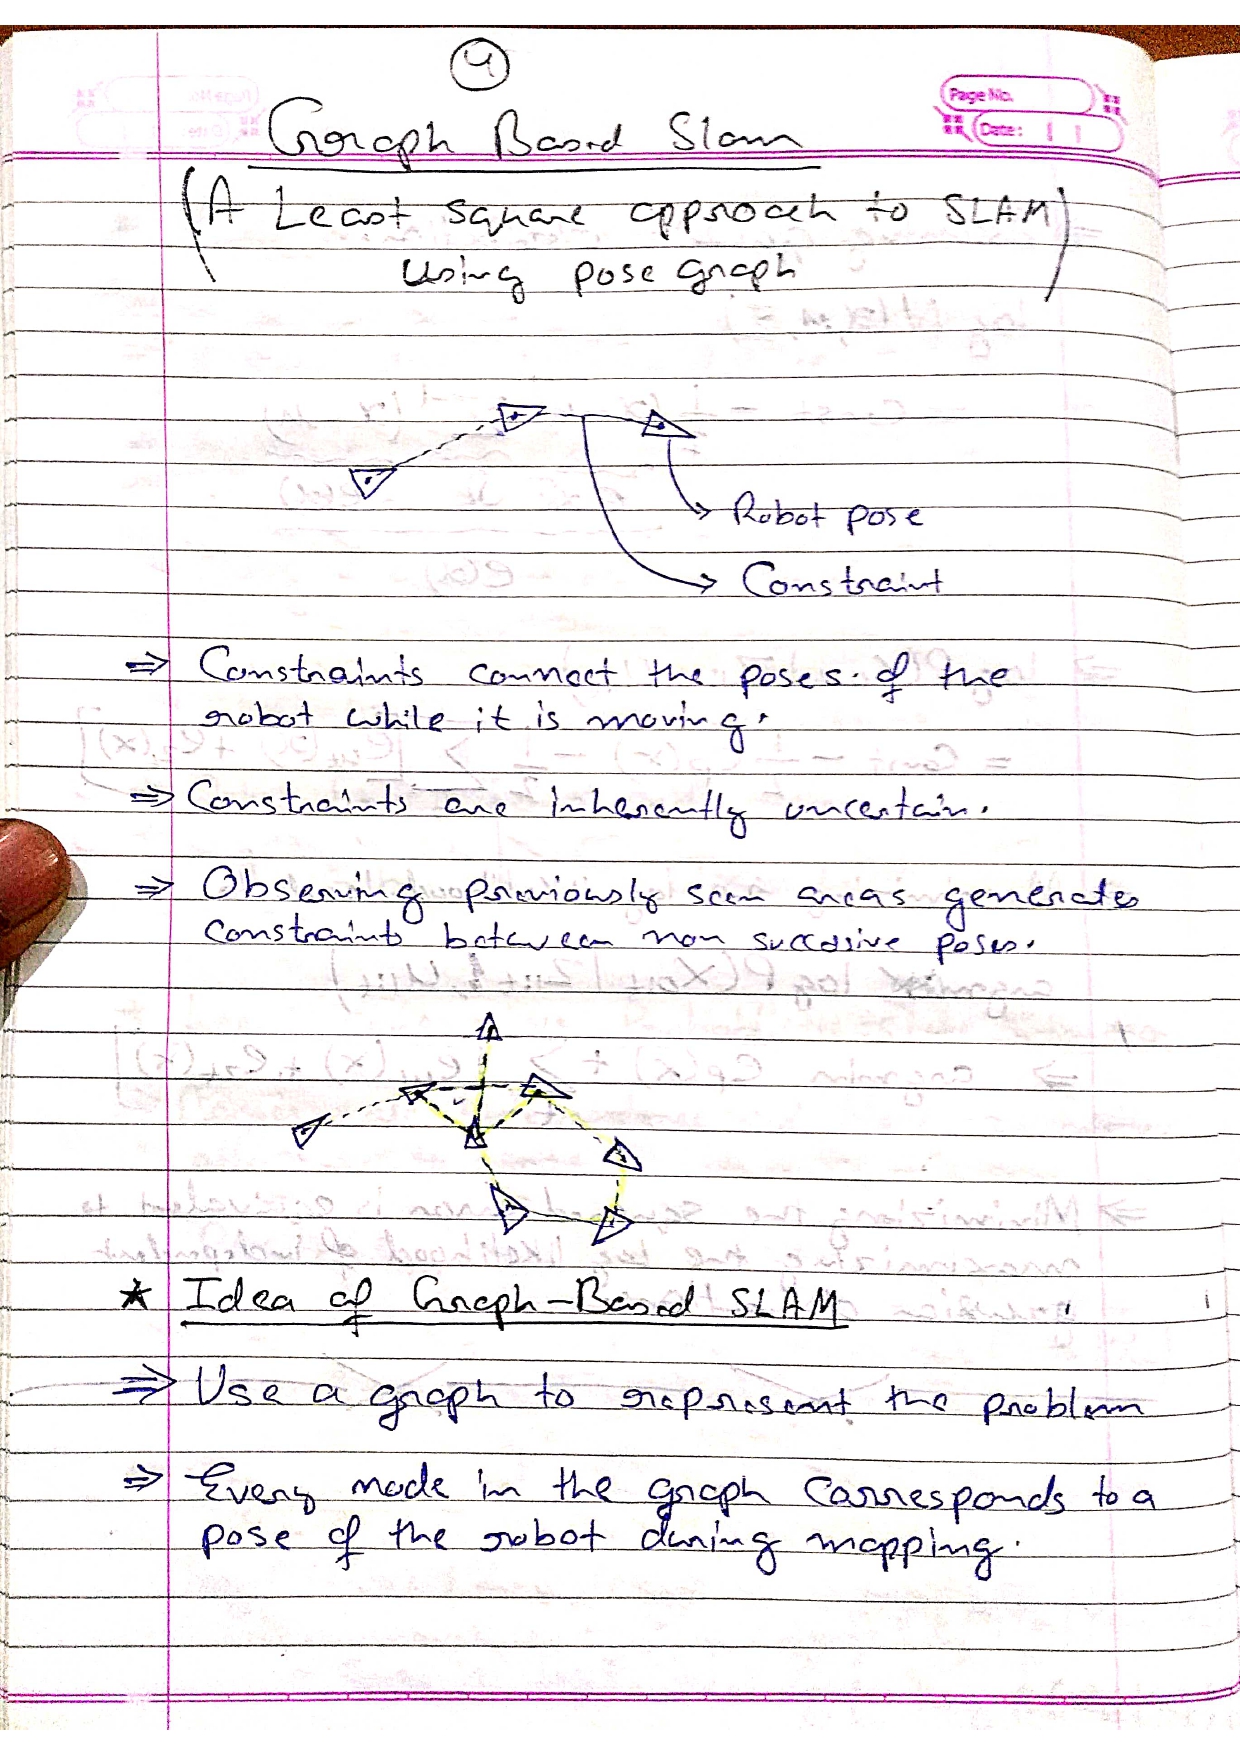 4
Page No.
Date:
Graph Based Slam
(A Least square approach to SLAM)
using pose graph
Robot pose
Constraint
⇒ Constraints connect the poses of the
robot while it is moving.
⇒ Constraints are inherently uncertain.
⇒ Observing previously seen areas generates
constraints between non succssive poses.
★ Idea of Graph-Based SLAM
⇒ Use a graph to represent the problem
⇒ Every node in the graph Corresponds to a
pose of the robot during mapping.